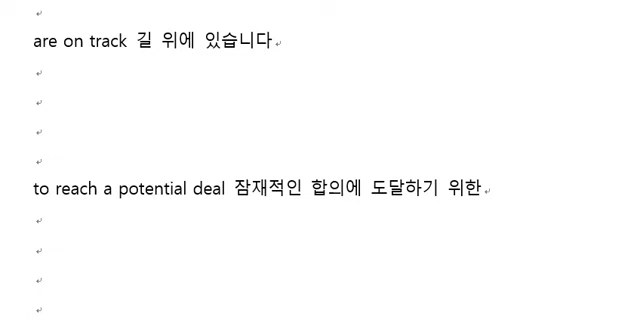 are on track 길 위에 있습니다
to reach a potential deal 잠재적인 합의에 도달하기 위한